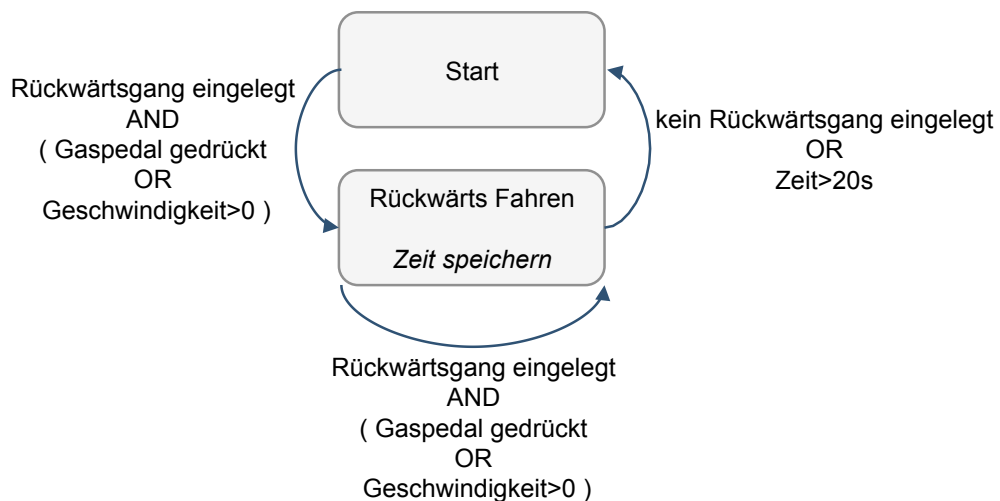 Start
Rückwärtsgang eingelegt
AND
( Gaspedal gedrückt
OR
Geschwindigkeit>0 )
kein Rückwärtsgang eingelegt
OR
Zeit>20s
Rückwärts Fahren
Zeit speichern
Rückwärtsgang eingelegt
AND
( Gaspedal gedrückt
OR
Geschwindigkeit>0 )